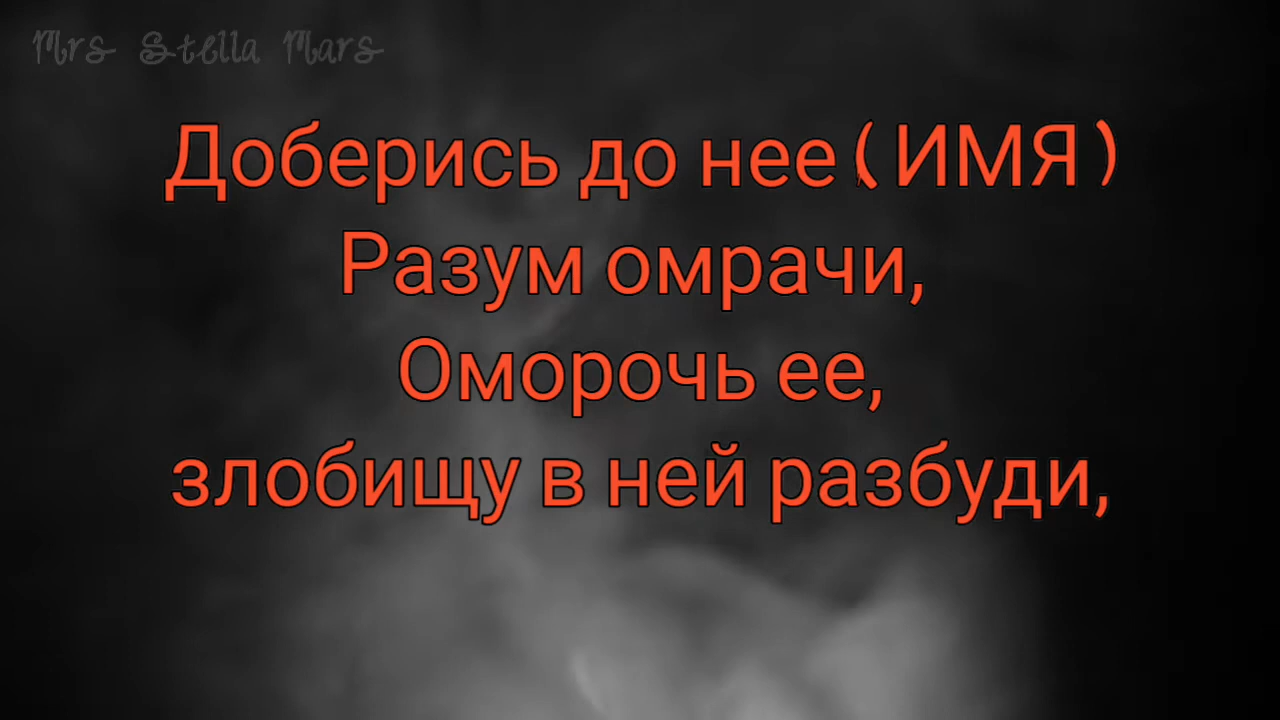 Mrs Stella Mars
Доберись до нее (ИМЯ)
Разум омрачи,
Оморочь ее,
злобищу в ней разбуди,